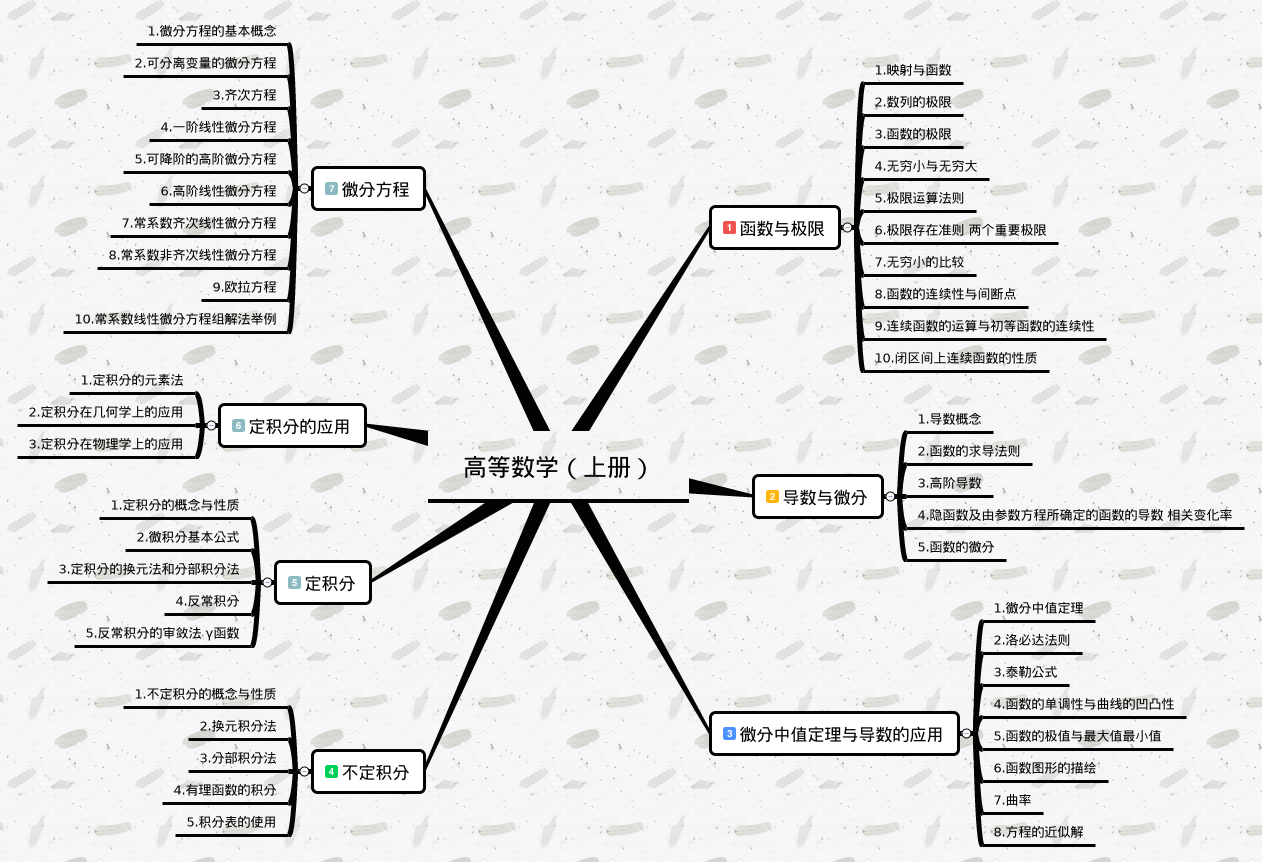 高等数学（上册）
1 函数与极限
1.映射与函数
2.数列的极限
3.函数的极限
4.无穷小与无穷大
5.极限运算法则
6.极限存在准则 两个重要极限
7.无穷小的比较
8.函数的连续性与间断点
9.连续函数的运算与初等函数的连续性
10.闭区间上连续函数的性质
2 导数与微分
1.导数概念
2.函数的求导法则
3.高阶导数
4.隐函数及由参数方程所确定的函数的导数 相关变化率
5.函数的微分
3 微分中值定理与导数的应用
1.微分中值定理
2.洛必达法则
3.泰勒公式
4.函数的单调性与曲线的凹凸性
5.函数的极值与最大值最小值
6.函数图形的描绘
7.曲率
8.方程的近似解
4 不定积分
1.不定积分的概念与性质
2.换元积分法
3.分部积分法
4.有理函数的积分
5.积分表的使用
5 定积分
1.定积分的概念与性质
2.微积分基本公式
3.定积分的换元法和分部积分法
4.反常积分
5.反常积分的审敛法 γ函数
6 定积分的应用
1.定积分的元素法
2.定积分在几何学上的应用
3.定积分在物理学上的应用
7 微分方程
1.微分方程的基本概念
2.可分离变量的微分方程
3.齐次方程
4.一阶线性微分方程
5.可降阶的高阶微分方程
6.高阶线性微分方程
7.常系数齐次线性微分方程
8.常系数非齐次线性微分方程
9.欧拉方程
10.常系数线性微分方程组解法举例